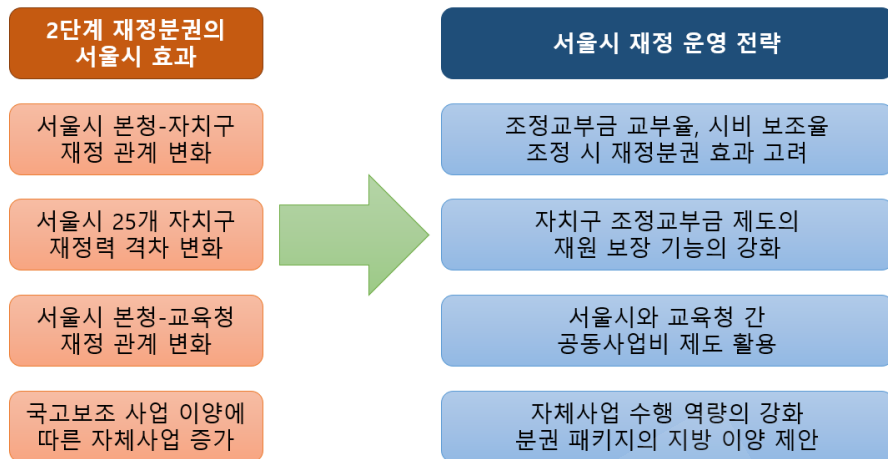 2단계 재정분권의
서울시 효과
서울시 재정 운영 전략
서울시 본청-자치구
재정 관계 변화
조정교부금 교부율, 시비 보조율
조정 시 재정분권 효과 고려
서울시 25개 자치구
재정력 격차 변화
자치구 조정교부금 제도의
재원 보장 기능의 강화
서울시 본청-교육청
재정 관계 변화
서울시와 교육청 간
공동사업비 제도 활용
국고보조 사업 이양에
따른 자체사업 증가
자체사업 수행 역량의 강화
분권 패키지의 지방 이양 제안